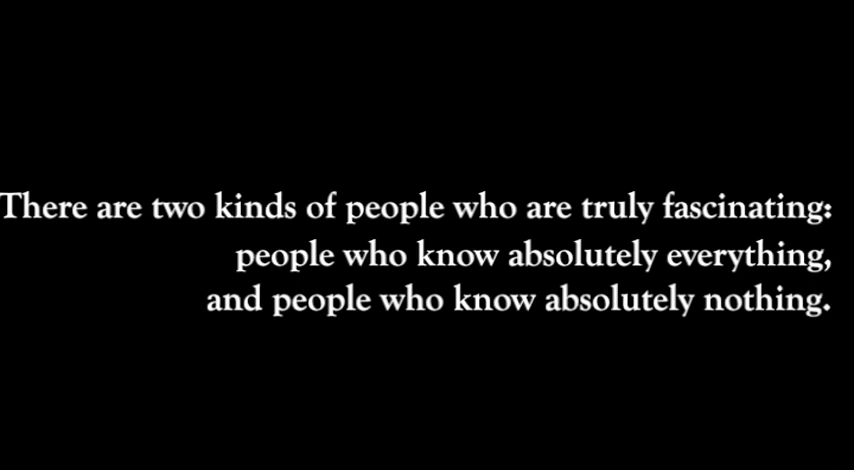 There are two kinds of people who are truly fascinating:
people who know absolutely everything,
and people who know absolutely nothing.